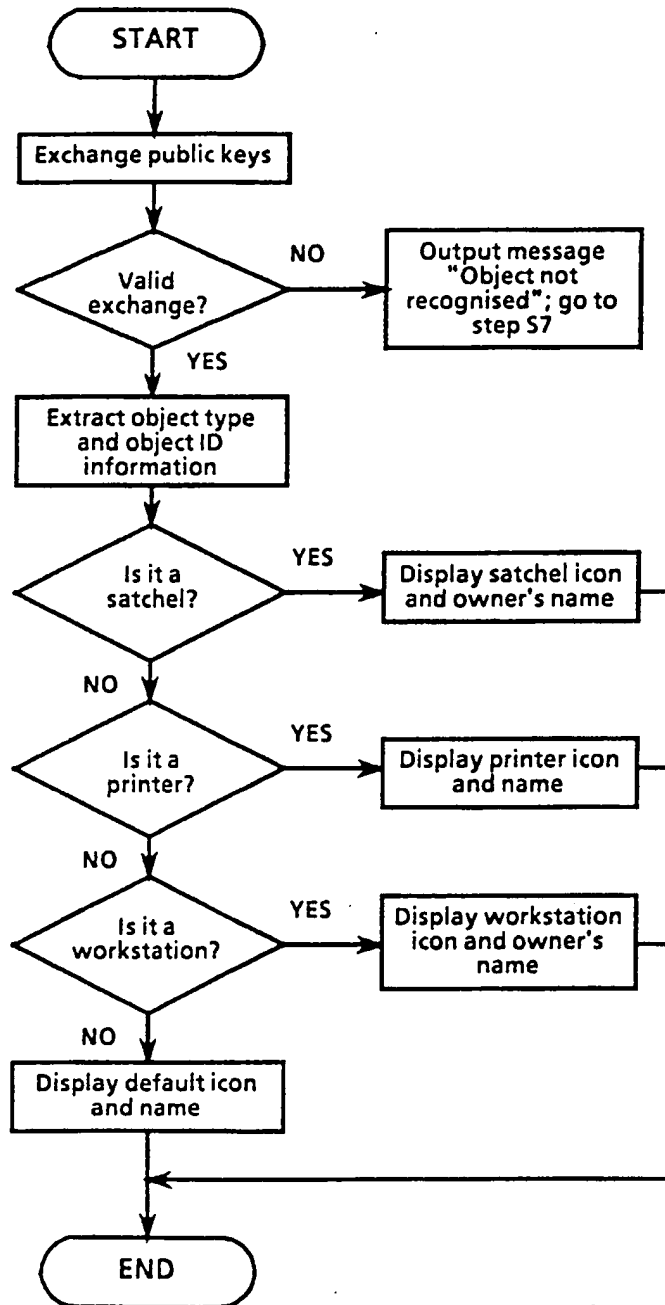 START
Exchange public keys
Valid
exchange?
NO
Output message
"Object not
recognised"; go to
step S7
YES
Extract object type
and object ID
information
Is it a
satchel?
YES
Display satchel icon
and owner's name
NO
Is it a
printer?
YES
Display printer icon
and name
NO
Is it a
workstation?
YES
Display workstation
icon and owner's
name
NO
Display default icon
and name
END